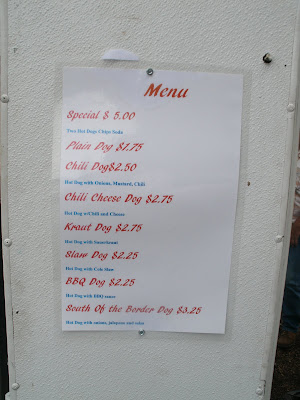 Menu
Special $ 5.00
Two Hot Dogs Chips Soda
Plain Dog $1.75
Chili Dog$2.50
Hot Dog with Onions, Mustard, Chili
Chili Cheese Dog $2.75
Hot Dog w/Chili and Cheese
Kraut Dog $2.75
Hot Dog with Sauerkraut
Slaw Dog $2.25
Hot Dog with Cole Slaw
BBQ Dog $2.25
Hot Dog with BBQ sauce
South Of the Border Dog $3.25
Hot Dog with onions, jalapenos and salsa